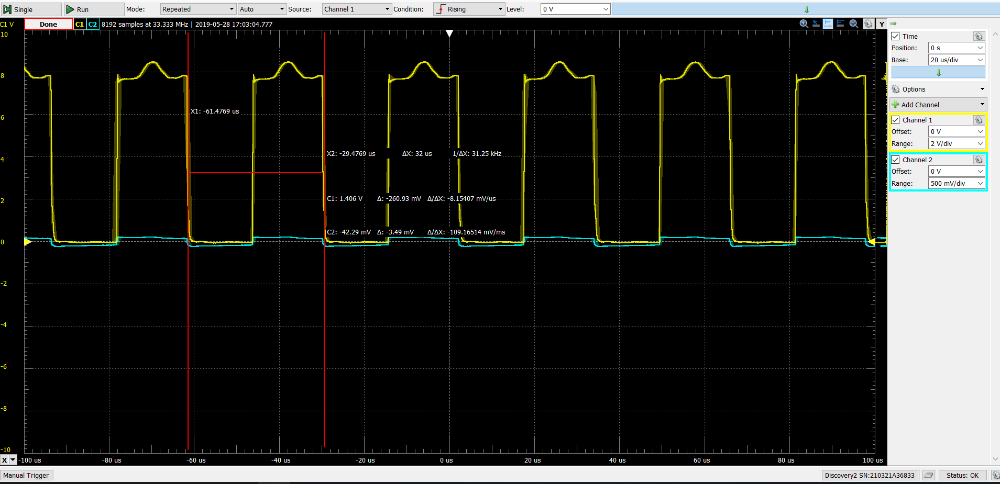 Single Run Mode: Repeated Auto Source: Channel 1 Condition: Rising Level: 0 V
C1 V Done C1 C2 8192 samples at 33.333 MHz | 2019-05-28 17:03:04.777 Y
10
8
6
4
2
0
-2
-4
-6
-8
-10
X1: -61.4769 us
X2: -29.4769 us ΔX: 32 us 1/ΔX: 31.25 kHz
C1: 1.406 V Δ: -260.93 mV Δ/ΔX: -8.15407 mV/us
C2: -42.29 mV Δ: -3.49 mV Δ/ΔX: -109.16514 mV/ms
X -100 us -80 us -60 us -40 us -20 us 0 us 20 us 40 us 60 us 80 us 100 us
Time
Position: 0 s
Base: 20 us/div
Options
Add Channel
Channel 1
Offset: 0 V
Range: 2 V/div
Channel 2
Offset: 0 V
Range: 500 mV/div
Manual Trigger Discovery2 SN:210321A36833 Status: OK